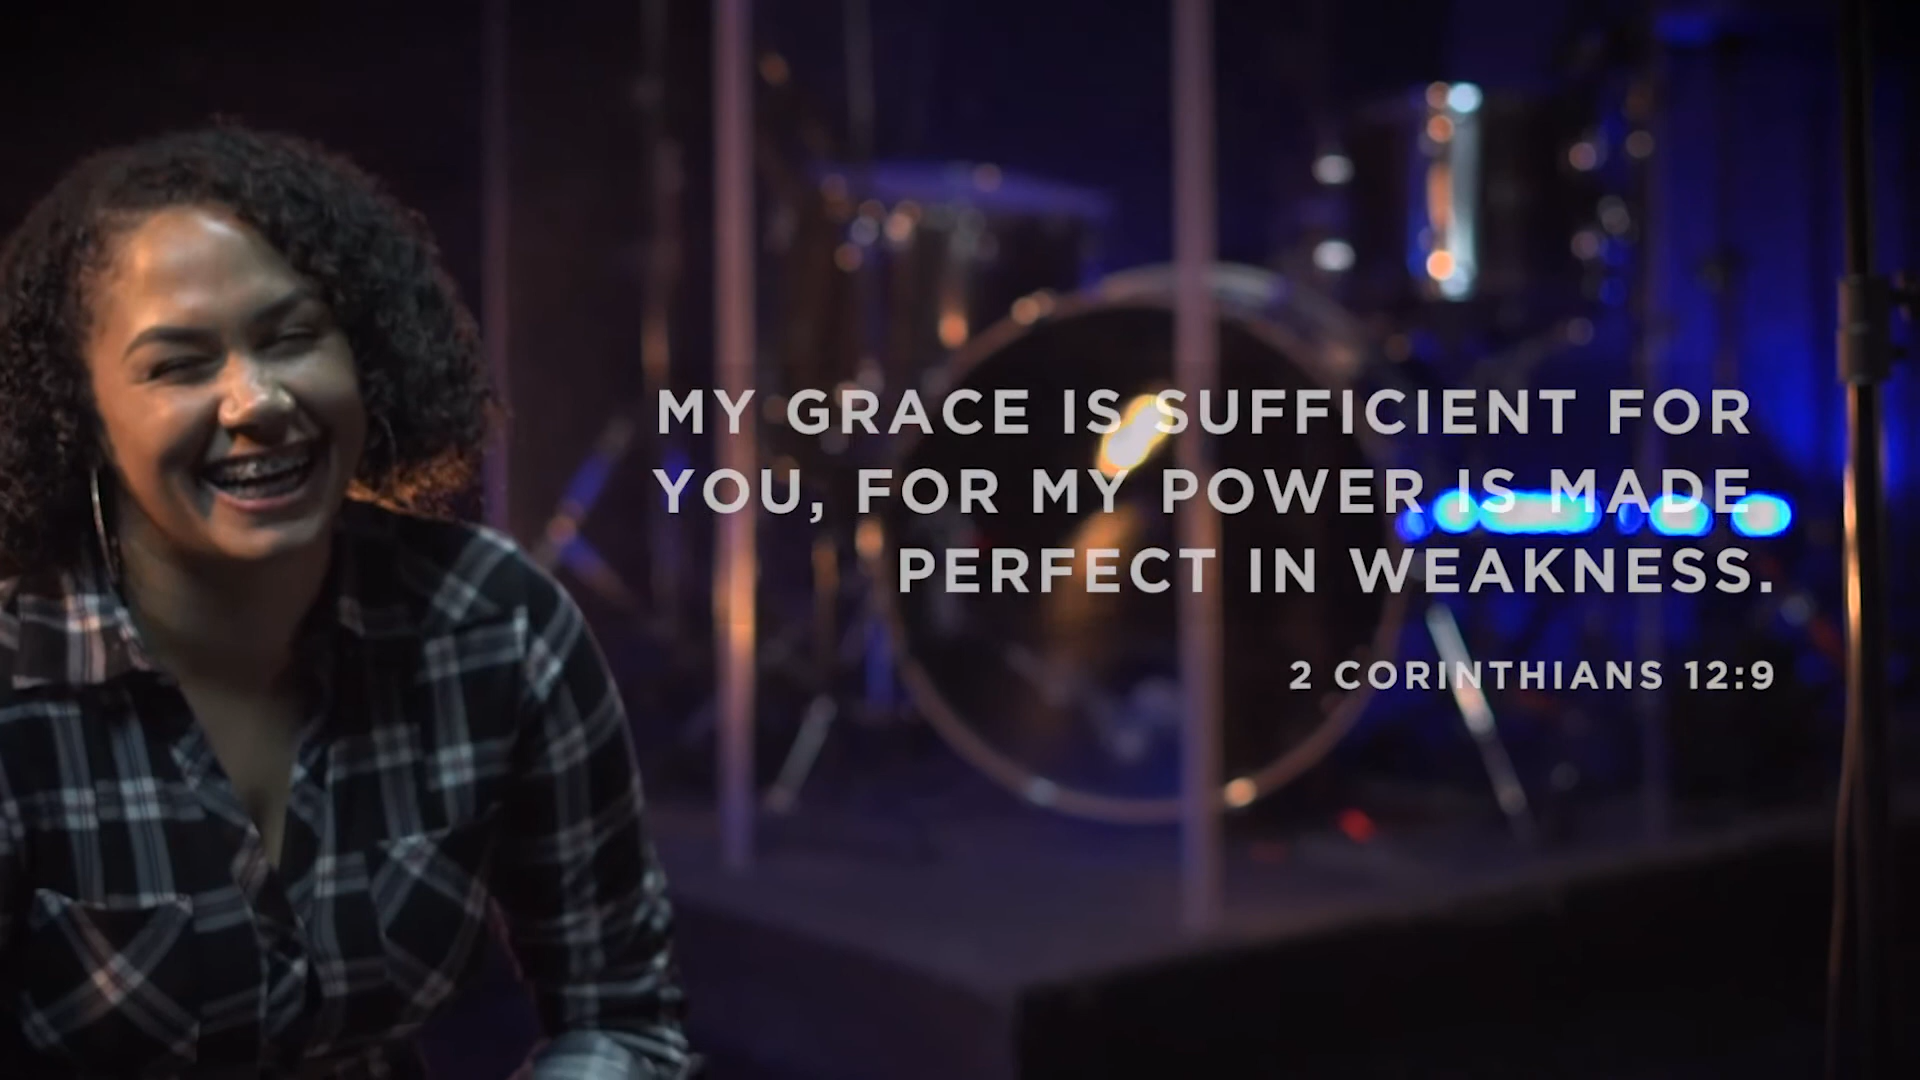 MY GRACE IS SUFFICIENT FOR
YOU, FOR MY POWER IS MADE
PERFECT IN WEAKNESS.
2 CORINTHIANS 12:9